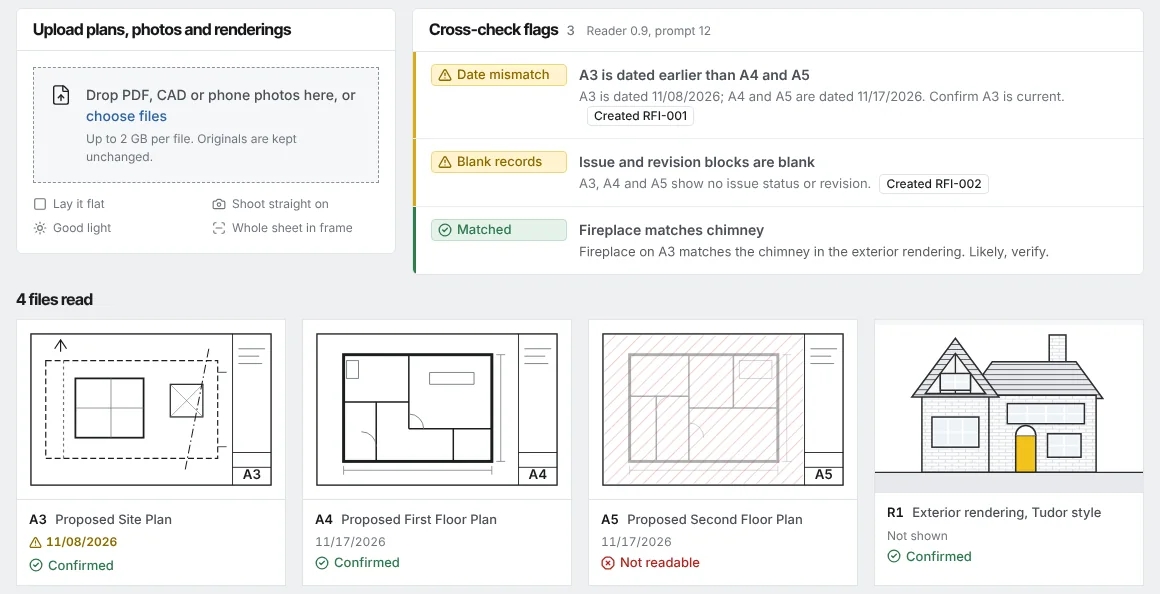 Upload plans, photos and renderings
Drop PDF, CAD or phone photos here, or
choose files
Up to 2 GB per file. Originals are kept
unchanged.
Lay it flat
Shoot straight on
Good light
Whole sheet in frame
Cross-check flags 3 Reader 0.9, prompt 12
Date mismatch
A3 is dated earlier than A4 and A5
A3 is dated 11/08/2026; A4 and A5 are dated 11/17/2026. Confirm A3 is current.
Created RFI-001
Blank records
Issue and revision blocks are blank
A3, A4 and A5 show no issue status or revision. Created RFI-002
Matched
Fireplace matches chimney
Fireplace on A3 matches the chimney in the exterior rendering. Likely, verify.
4 files read
A3
A3 Proposed Site Plan
11/08/2026
Confirmed
A4
A4 Proposed First Floor Plan
11/17/2026
Confirmed
A5
A5 Proposed Second Floor Plan
11/17/2026
Not readable
R1 Exterior rendering, Tudor style
Not shown
Confirmed